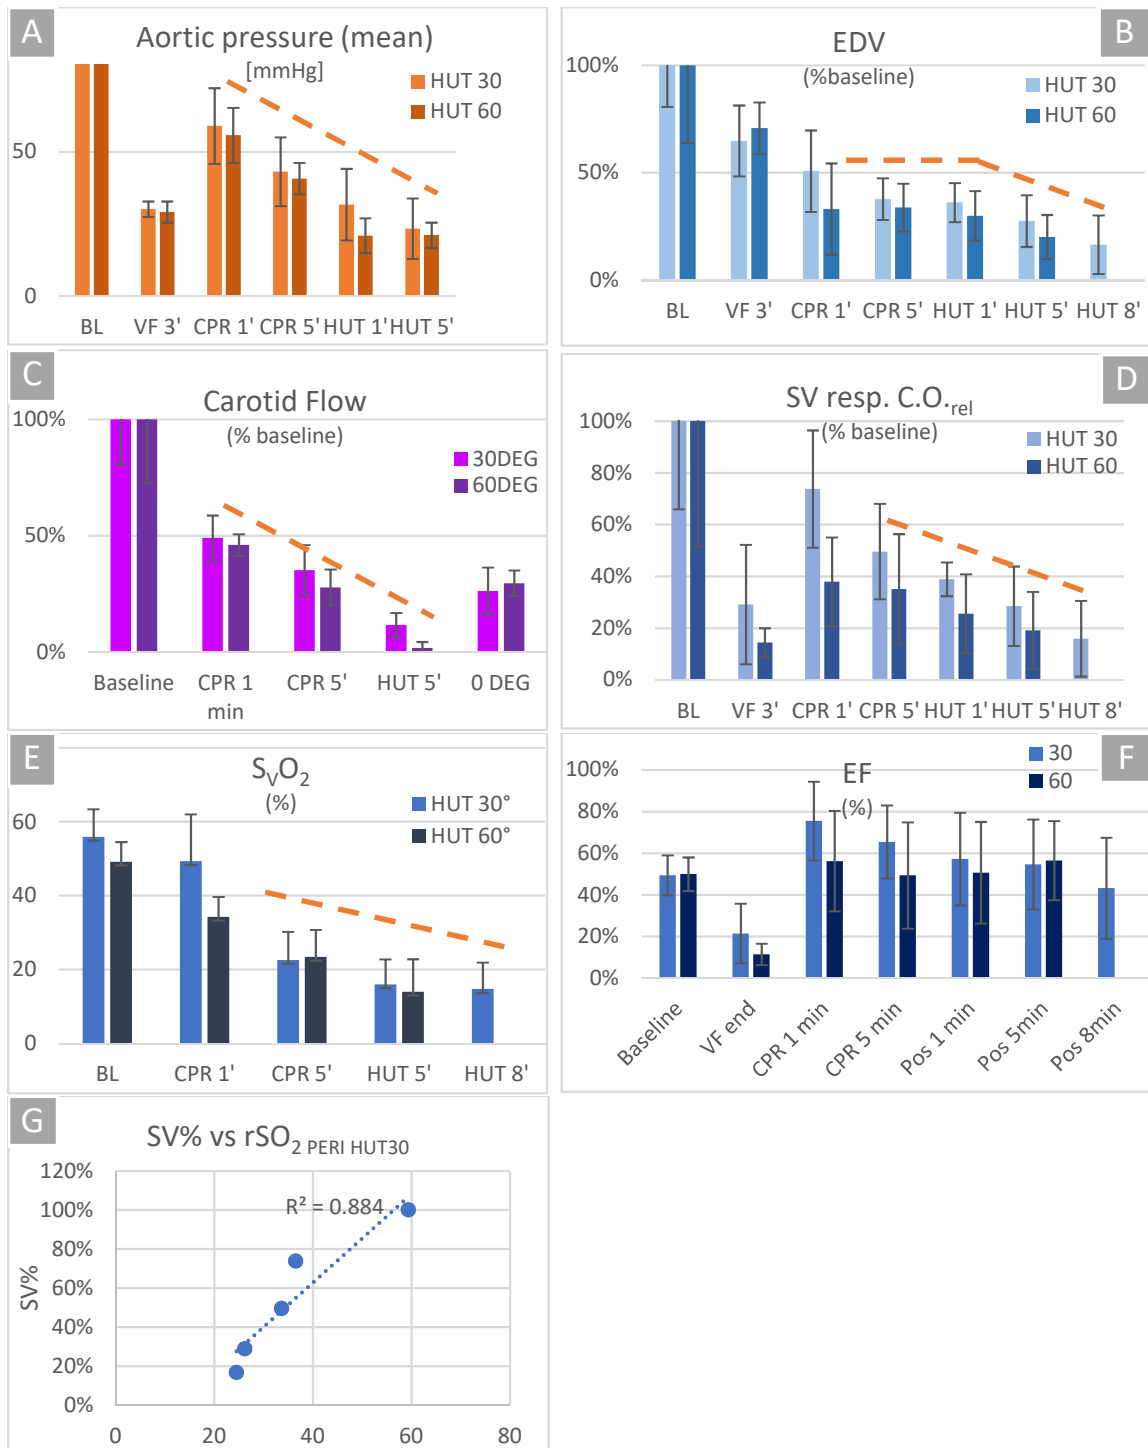 A
Aortic pressure (mean)
[mmHg]
HUT 30
HUT 60
50
0
BL VF 3' CPR 1' CPR 5' HUT 1' HUT 5'
B
EDV
(%baseline)
HUT 30
HUT 60
100%
50%
0%
BL VF 3' CPR 1' CPR 5' HUT 1' HUT 5' HUT 8'
C
Carotid Flow
(% baseline)
30DEG
60DEG
100%
50%
0%
Baseline CPR 1 CPR 5' HUT 5' 0 DEG
min
D
SV resp. C.O.rel
(% baseline)
HUT 30
HUT 60
100%
80%
60%
40%
20%
0%
BL VF 3' CPR 1' CPR 5' HUT 1' HUT 5' HUT 8'
E
SVO2
(%)
HUT 30°
HUT 60°
60
40
20
0
BL CPR 1' CPR 5' HUT 5' HUT 8'
F
EF
(%)
30
60
100%
80%
60%
40%
20%
0%
Baseline
VF end
CPR 1 min
CPR 5 min
Pos 1 min
Pos 5min
Pos 8min
G
SV% vs rSO2 PERI HUT30
120%
100%
80%
60%
40%
20%
0%
SV%
R² = 0.884
0 20 40 60 80